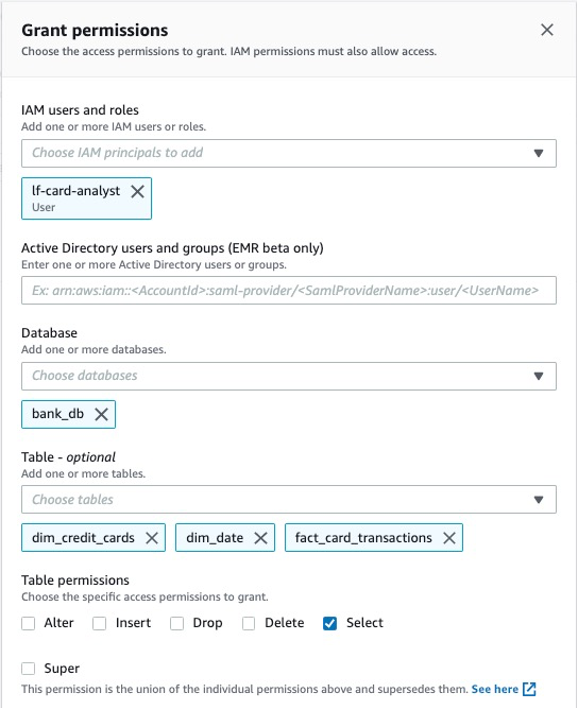 Grant permissions
Choose the access permissions to grant. IAM permissions must also allow access.
IAM users and roles
Add one or more IAM users or roles.
Choose IAM principals to add
lf-card-analyst
User
Active Directory users and groups (EMR beta only)
Enter one or more Active Directory users or groups.
Ex: arn:aws:iam::<AccountId>:saml-provider/<SamlProviderName>:user/<UserName>
Database
Add one or more databases.
Choose databases
bank_db
Table - optional
Add one or more tables.
Choose tables
dim_credit_cards dim_date fact_card_transactions
Table permissions
Choose the specific access permissions to grant.
Alter Insert Drop Delete Select
Super
This permission is the union of the individual permissions above and supersedes them. See here